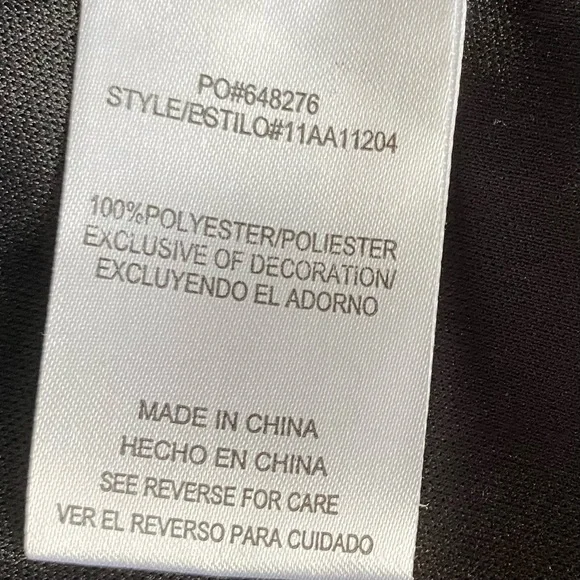 PO#648276
STYLE/ESTILO#11AA11204
100%POLYESTER/POLIESTER
EXCLUSIVE OF DECORATION/
EXCLUYENDO EL ADORNO
MADE IN CHINA
HECHO EN CHINA
SEE REVERSE FOR CARE
VER EL REVERSO PARA CUIDADO